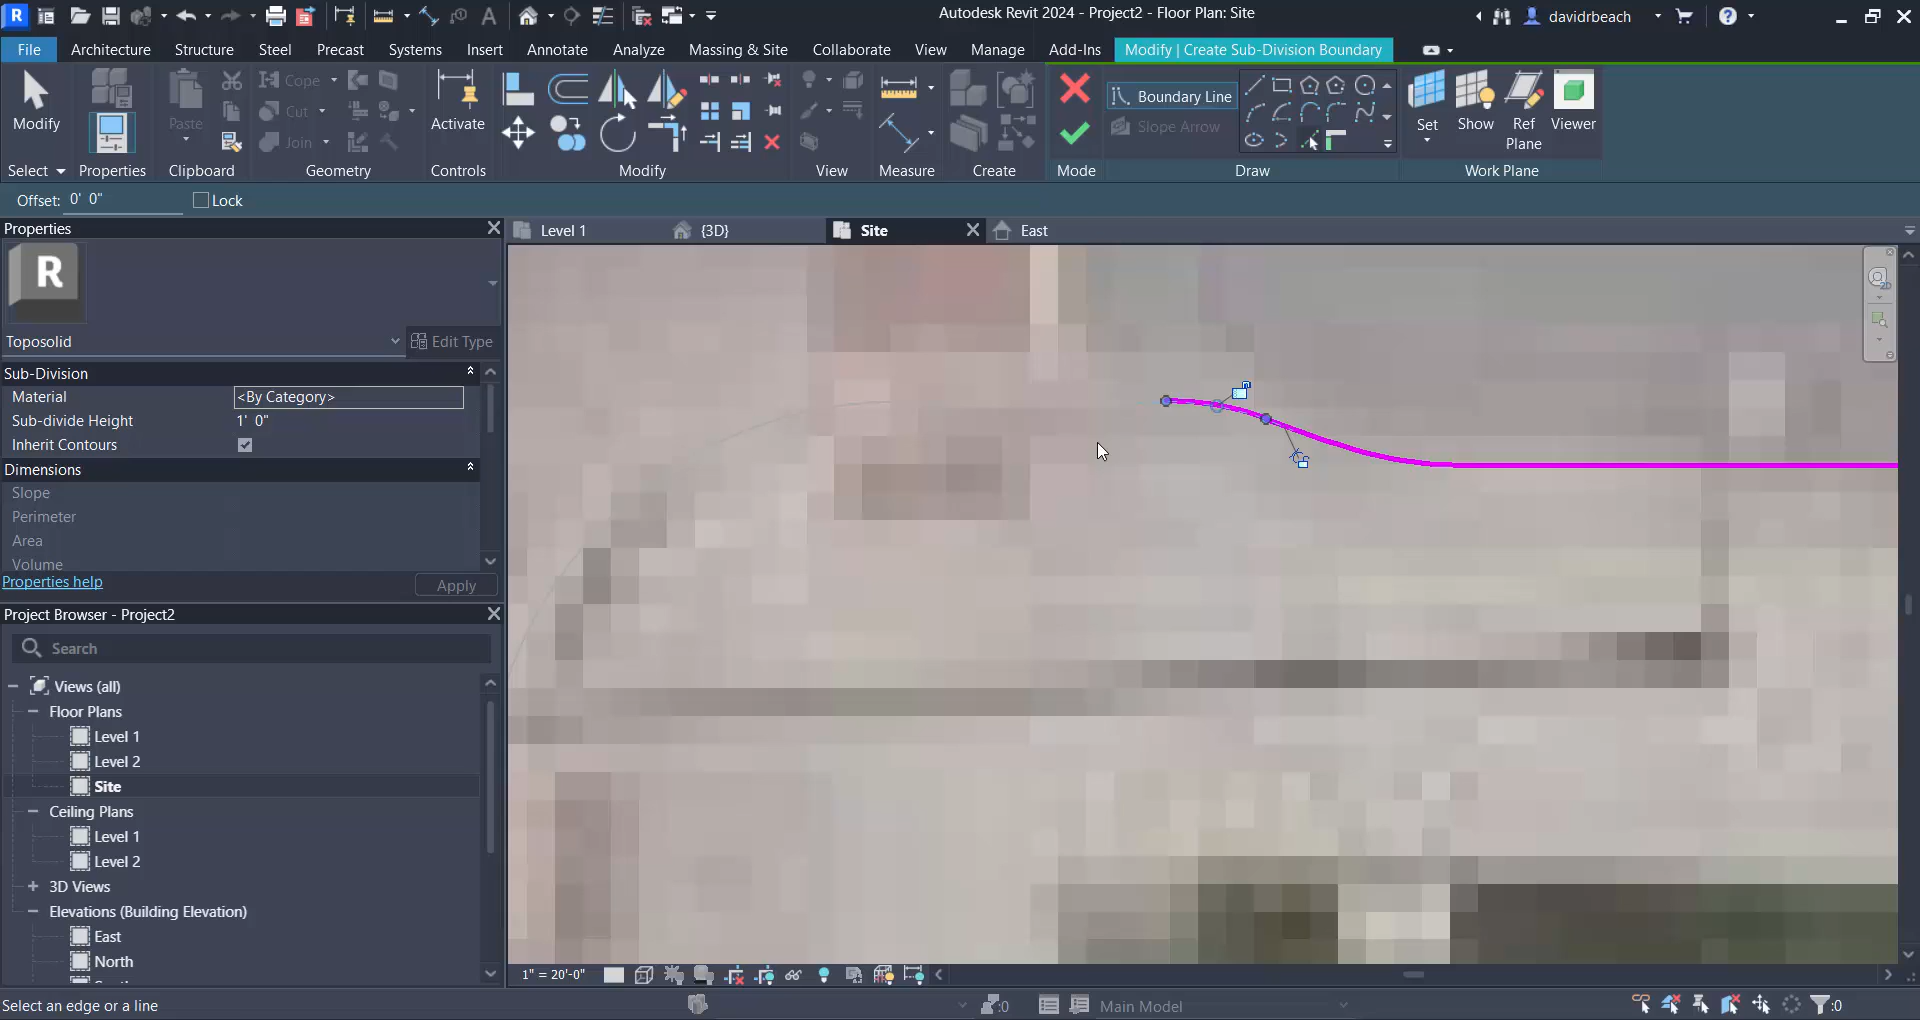 Autodesk Revit 2024 - Project2 - Floor Plan: Site
davidrbeach
File
Architecture
Structure
Steel
Precast
Systems
Insert
Annotate
Analyze
Massing & Site
Collaborate
View
Manage
Add-Ins
Modify | Create Sub-Division Boundary
Modify
Paste
Cope
Cut
Join
Activate
Boundary Line
Slope Arrow
Set
Show
Ref
Plane
Viewer
Select
Properties
Clipboard
Geometry
Controls
Modify
View
Measure
Create
Mode
Draw
Work Plane
Offset: 0' 0"
Lock
Properties
Level 1
{3D}
Site
East
R
Toposolid
Edit Type
Sub-Division
Material <By Category>
Sub-divide Height 1' 0"
Inherit Contours
Dimensions
Slope
Perimeter
Area
Volume
Properties help
Apply
Project Browser - Project2
Search
Views (all)
Floor Plans
Level 1
Level 2
Site
Ceiling Plans
Level 1
Level 2
3D Views
Elevations (Building Elevation)
East
North
1" = 20'-0"
Select an edge or a line
:0
Main Model
:0